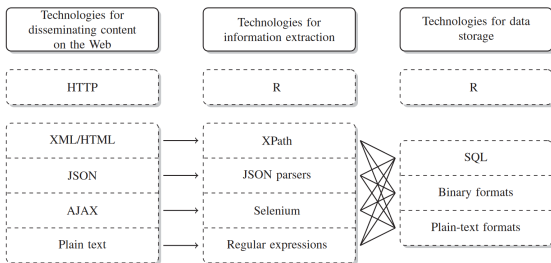 Technologies for
disseminating content
on the Web
Technologies for
information extraction
Technologies for data
storage
HTTP
R
R
XML/HTML
XPath
JSON
JSON parsers
AJAX
Selenium
Plain text
Regular expressions
SQL
Binary formats
Plain-text formats